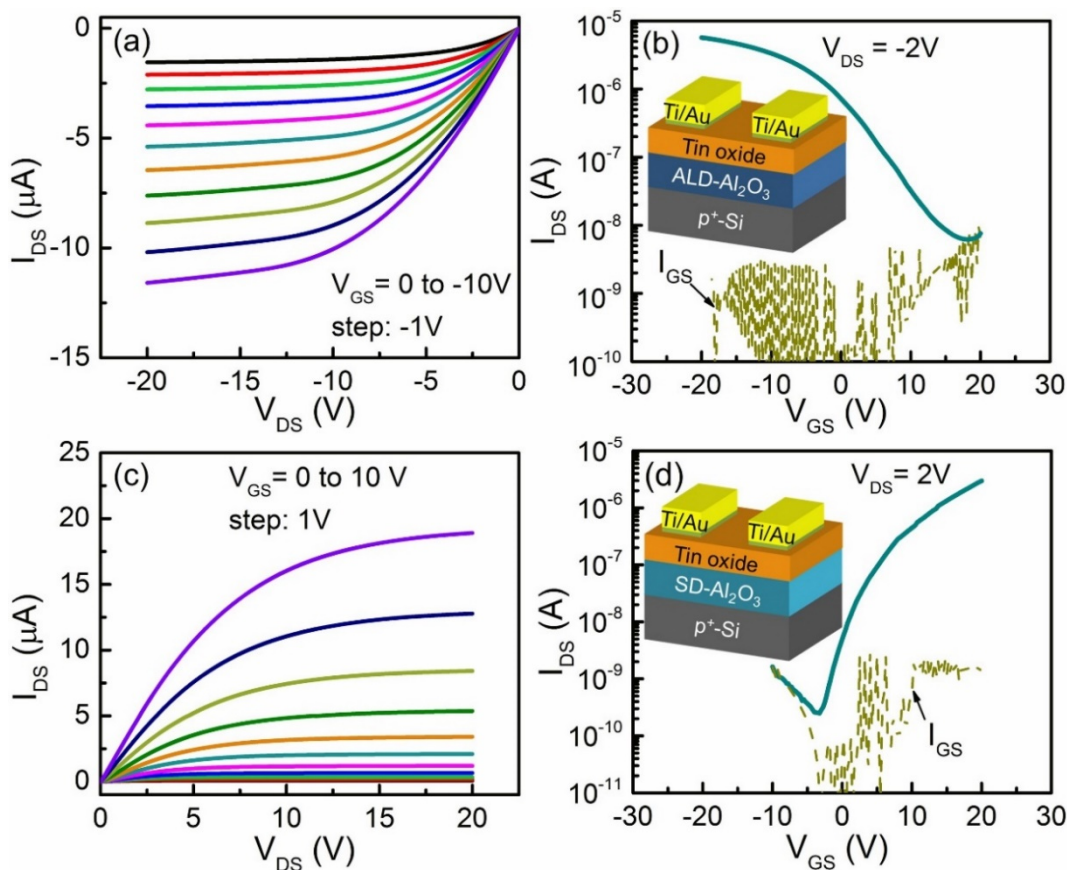 (a)
0
-5
-10
-15
I_DS (µA)
V_GS= 0 to -10V
step: -1V
-20 -15 -10 -5 0
V_DS (V)
(b)
V_DS = -2V
10^-5
10^-6
10^-7
10^-8
10^-9
10^-10
I_DS (A)
Ti/Au Ti/Au
Tin oxide
ALD-Al₂O₃
p⁺-Si
I_GS
-30 -20 -10 0 10 20 30
V_GS (V)
(c)
V_GS= 0 to 10 V
step: 1V
25
20
15
10
5
0
I_DS (µA)
0 5 10 15 20
V_DS (V)
(d)
V_DS= 2V
10^-5
10^-6
10^-7
10^-8
10^-9
10^-10
10^-11
I_DS (A)
Ti/Au Ti/Au
Tin oxide
SD-Al₂O₃
p⁺-Si
I_GS
-30 -20 -10 0 10 20 30
V_GS (V)